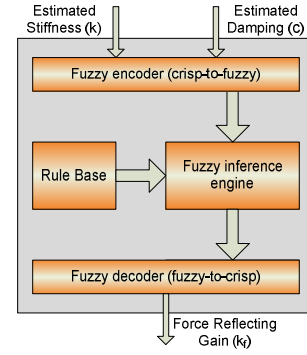 Estimated
Stiffness (k)
Estimated
Damping (c)
Fuzzy encoder (crisp-to-fuzzy)
Rule Base
Fuzzy inference
engine
Fuzzy decoder (fuzzy-to-crisp)
Force Reflecting
Gain (kf)